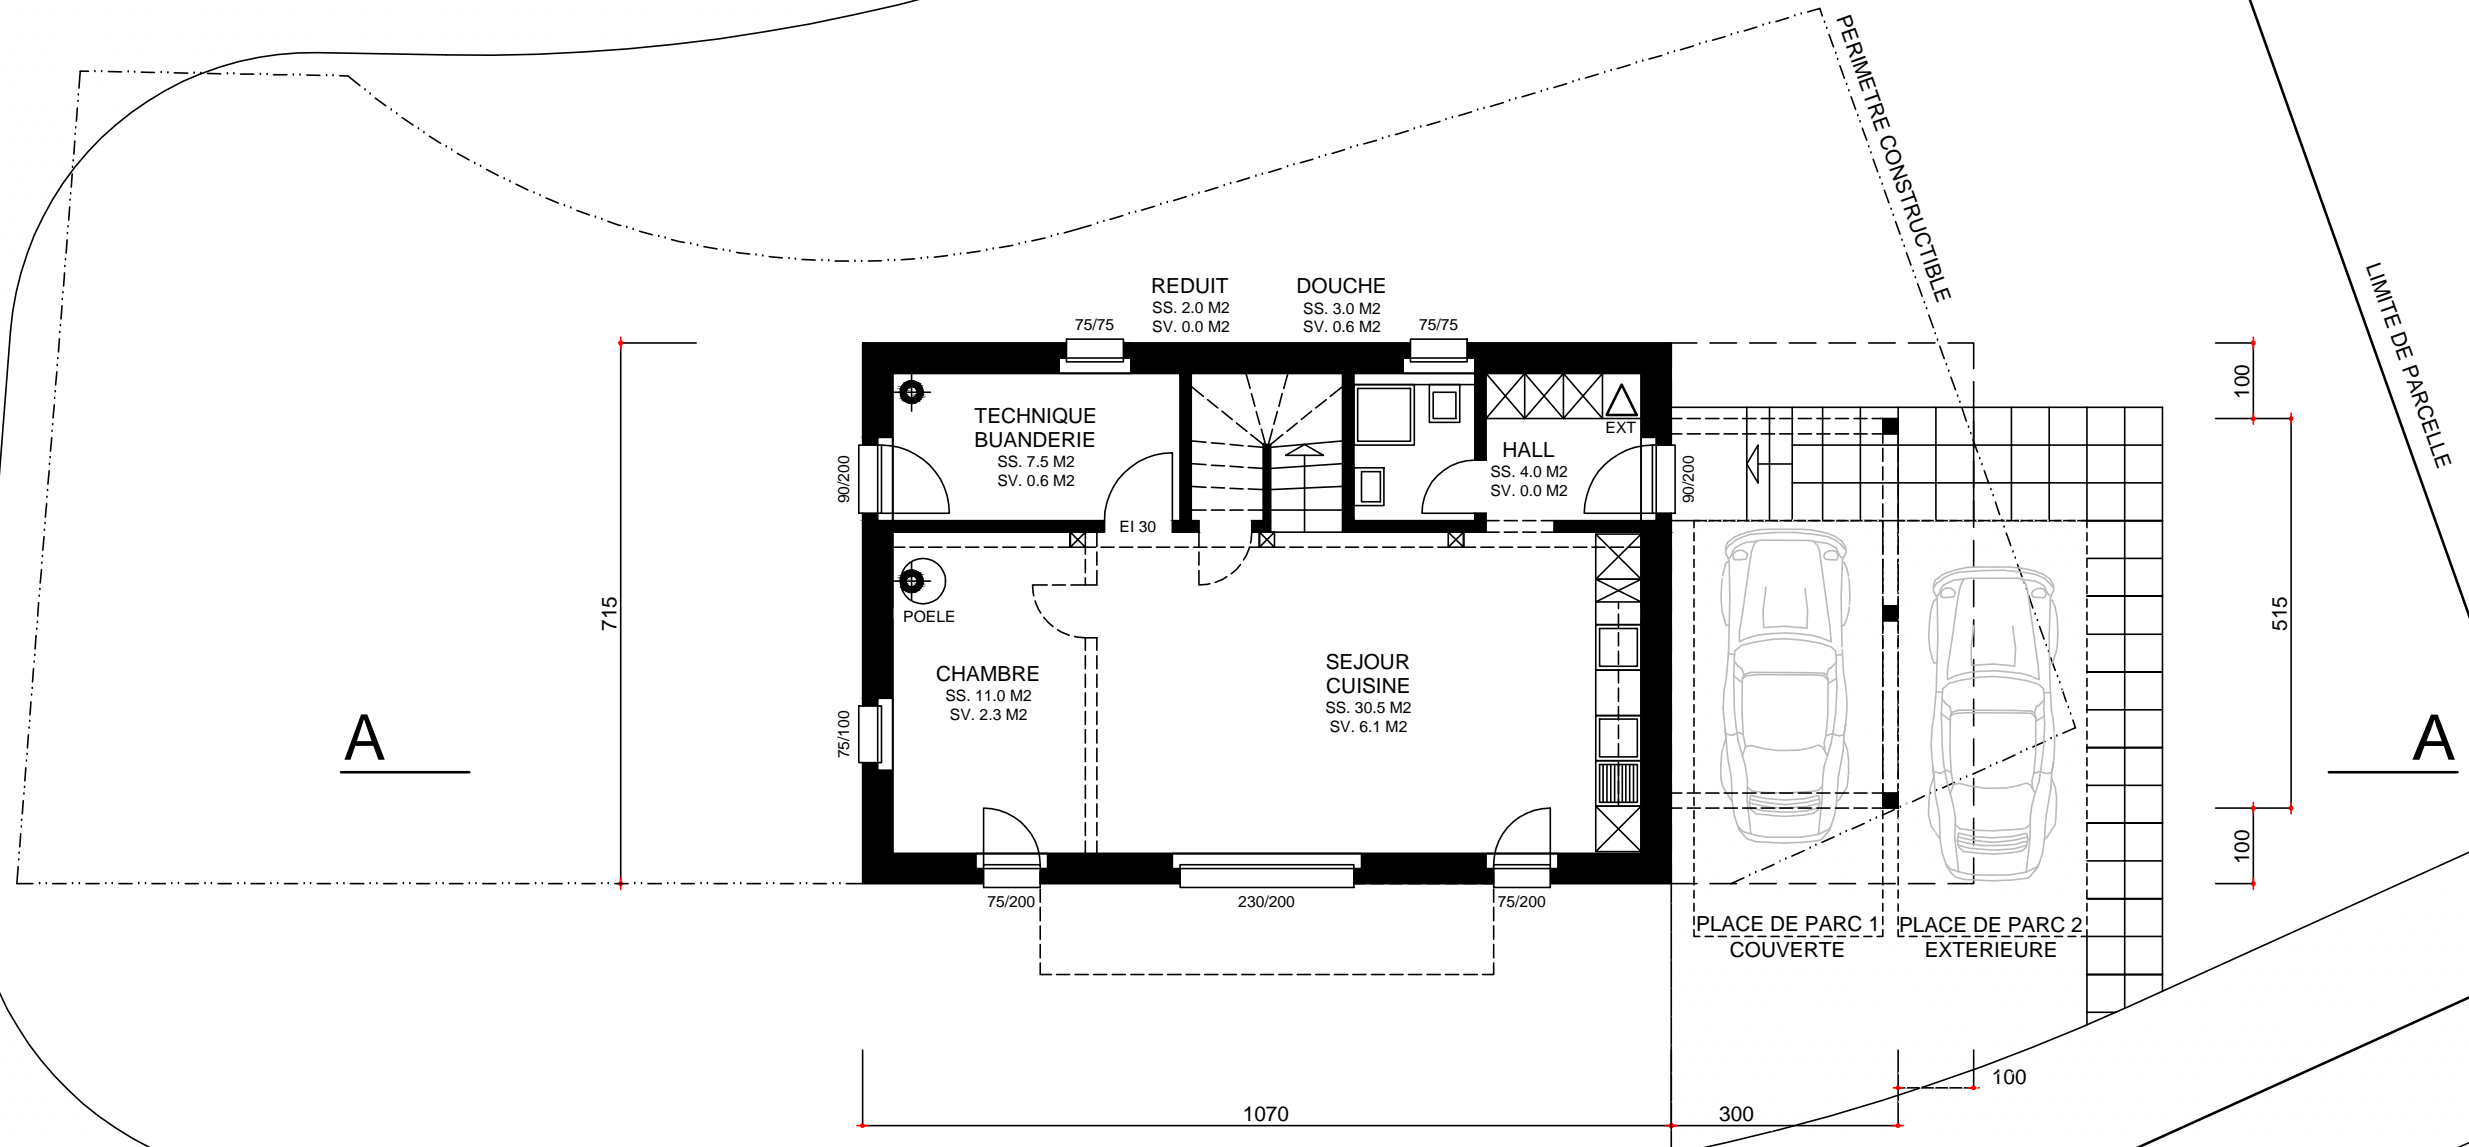 PERIMETRE CONSTRUCTIBLE
LIMITE DE PARCELLE
REDUIT
SS. 2.0 M2
SV. 0.0 M2
DOUCHE
SS. 3.0 M2
SV. 0.6 M2
75/75
75/75
100
TECHNIQUE
BUANDERIE
SS. 7.5 M2
SV. 0.6 M2
EXT
HALL
SS. 4.0 M2
SV. 0.0 M2
90/200
90/200
EI 30
715
POELE
515
CHAMBRE
SS. 11.0 M2
SV. 2.3 M2
SEJOUR
CUISINE
SS. 30.5 M2
SV. 6.1 M2
75/100
A
A
100
75/200
230/200
75/200
PLACE DE PARC 1
COUVERTE
PLACE DE PARC 2
EXTERIEURE
100
1070
300